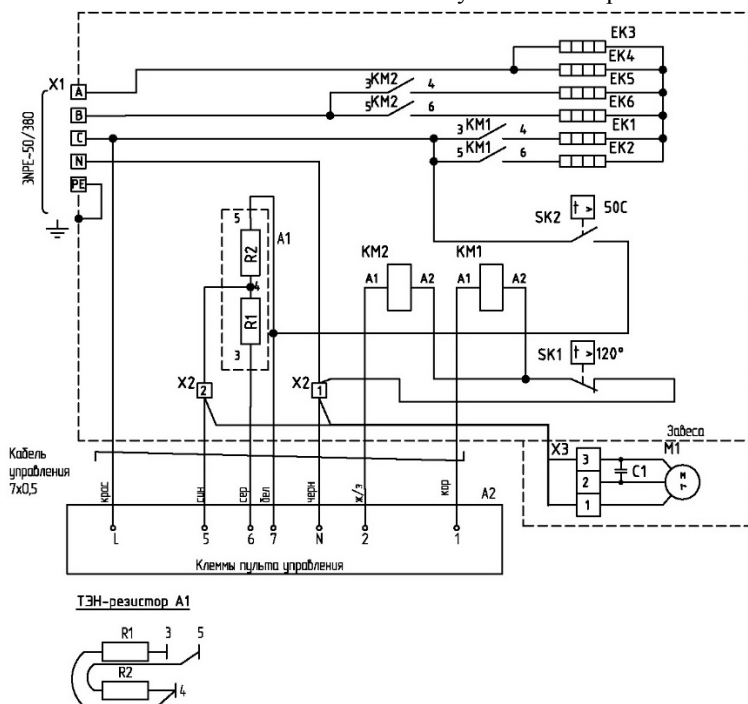 EK3
EK4
X1 A 3 KM2 4 EK5
B 5 KM2 6 EK6
C 3 KM1 4 EK1
N 5 KM1 6 EK2
PE
3NPE~50/380
t > 50С
SK2
5 A1
R2
4
R1
3
KM2 KM1
A1 A2 A1 A2
SK1 t > 120°
X2 2 X2 1
Завеса
Кабель
управления
7х0,5
X3 M1
3
2 C1 М
1
крас син сер бел черн ж/з кор
A2
L 5 6 7 N 2 1
Клеммы пульта управления
ТЭН-резистор А1
R1 3 5
R2
4